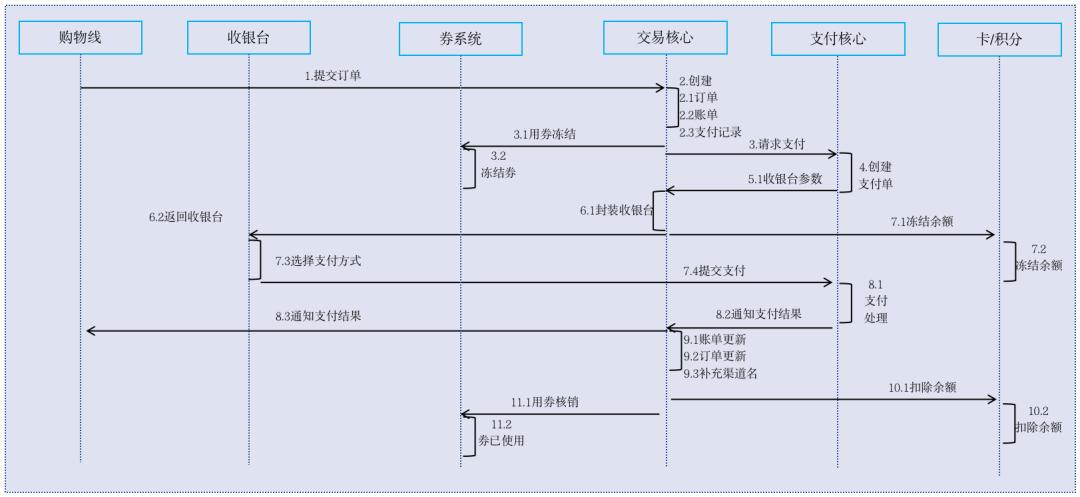 购物线
收银台
券系统
交易核心
支付核心
卡/积分
1.提交订单
2.创建
2.1订单
2.2账单
2.3支付记录
3.1用券冻结
3.请求支付
3.2
冻结券
4.创建
支付单
5.1收银台参数
6.1封装收银台
6.2返回收银台
7.1冻结余额
7.2
冻结余额
7.3选择支付方式
7.4提交支付
8.1
支付
处理
8.2通知支付结果
8.3通知支付结果
9.1账单更新
9.2订单更新
9.3补充渠道名
10.1扣除余额
10.2
扣除余额
11.1用券核销
11.2
券已使用